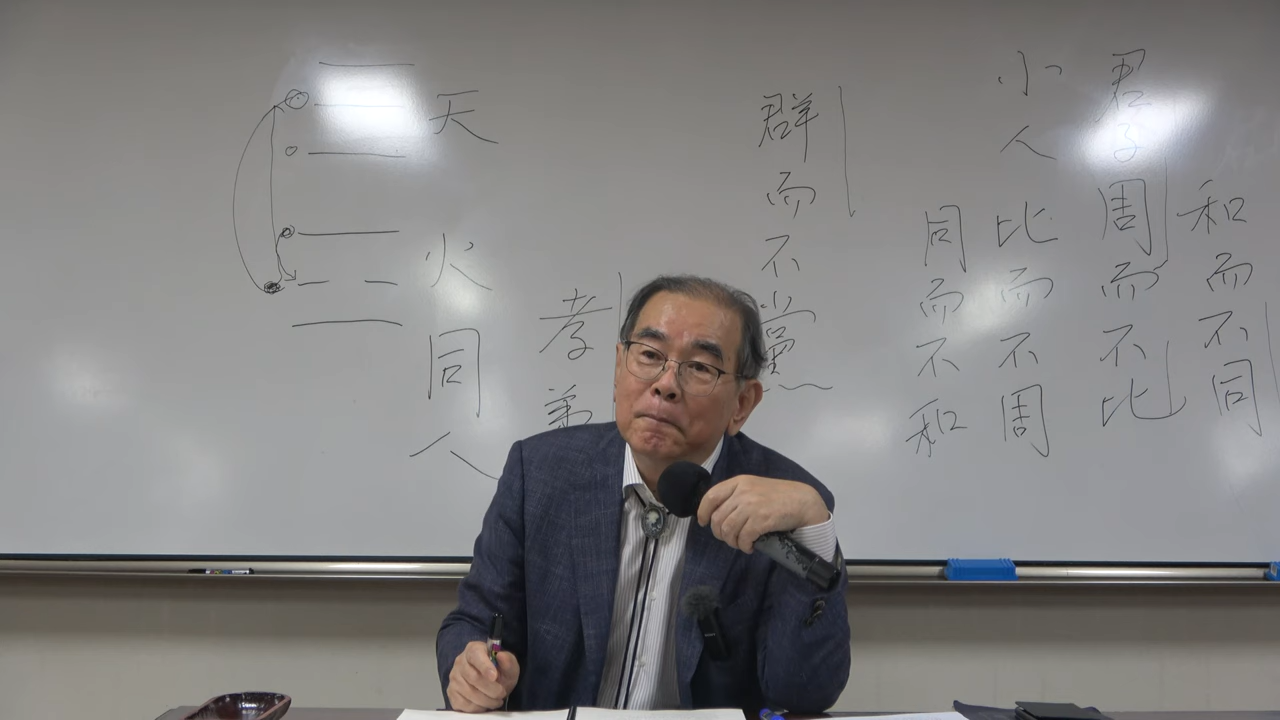 和而不同
君子周而不比
小人比而不周
同而不和
群而不黨
孝弟
天
火同人